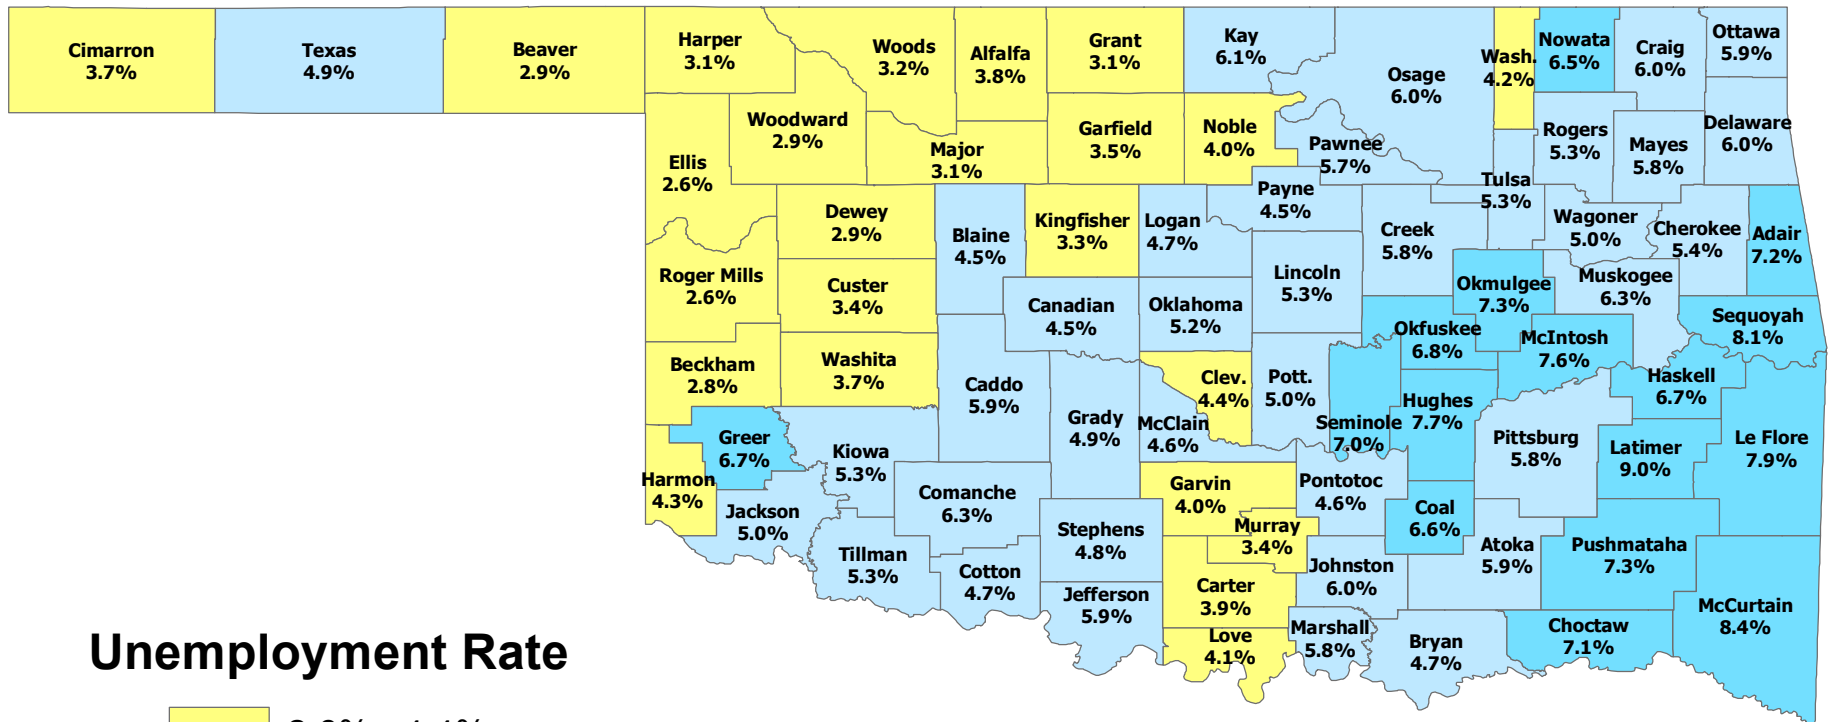 Cimarron
3.7%
Texas
4.9%
Beaver
2.9%
Harper
3.1%
Woods
3.2%
Alfalfa
3.8%
Grant
3.1%
Kay
6.1%
Osage
6.0%
Wash.
4.2%
Nowata
6.5%
Craig
6.0%
Ottawa
5.9%
Ellis
2.6%
Woodward
2.9%
Major
3.1%
Garfield
3.5%
Noble
4.0%
Pawnee
5.7%
Rogers
5.3%
Mayes
5.8%
Delaware
6.0%
Dewey
2.9%
Blaine
4.5%
Kingfisher
3.3%
Logan
4.7%
Payne
4.5%
Creek
5.8%
Tulsa
5.3%
Wagoner
5.0%
Cherokee
5.4%
Adair
7.2%
Roger Mills
2.6%
Custer
3.4%
Canadian
4.5%
Oklahoma
5.2%
Lincoln
5.3%
Okmulgee
7.3%
Muskogee
6.3%
Sequoyah
8.1%
Beckham
2.8%
Washita
3.7%
Caddo
5.9%
Grady
4.9%
McClain
4.6%
Clev.
4.4%
Pott.
5.0%
Seminole
7.0%
Okfuskee
6.8%
Hughes
7.7%
McIntosh
7.6%
Haskell
6.7%
Pittsburg
5.8%
Latimer
9.0%
Le Flore
7.9%
Harmon
4.3%
Greer
6.7%
Kiowa
5.3%
Jackson
5.0%
Comanche
6.3%
Tillman
5.3%
Cotton
4.7%
Stephens
4.8%
Jefferson
5.9%
Garvin
4.0%
Murray
3.4%
Carter
3.9%
Love
4.1%
Pontotoc
4.6%
Johnston
6.0%
Marshall
5.8%
Coal
6.6%
Atoka
5.9%
Bryan
4.7%
Pushmataha
7.3%
Choctaw
7.1%
McCurtain
8.4%
Unemployment Rate